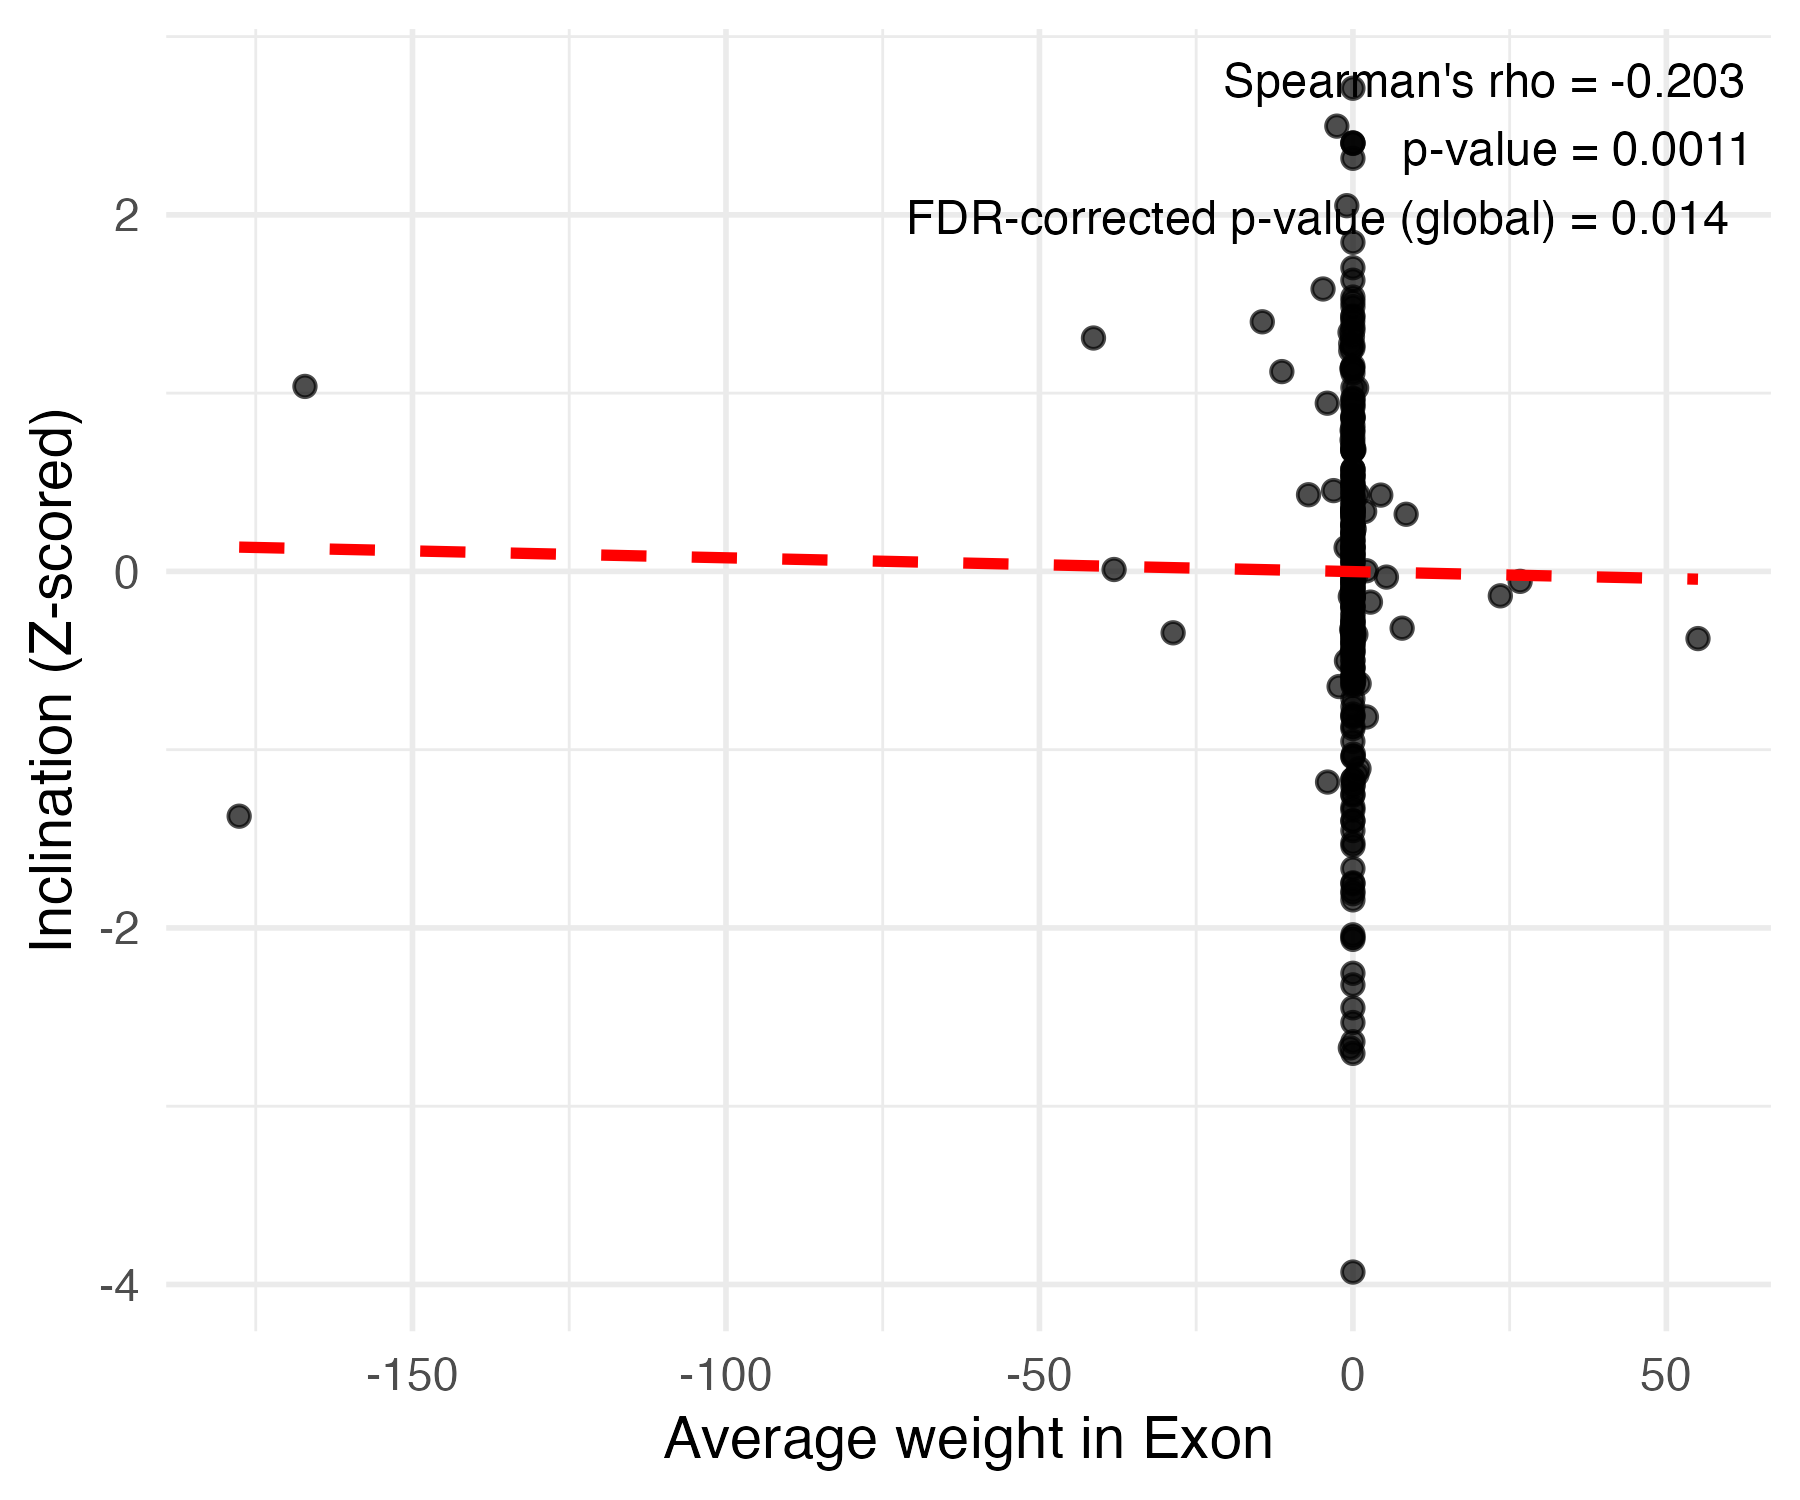 Spearman's rho = -0.203
p-value = 0.0011
FDR-corrected p-value (global) = 0.014
Inclination (Z-scored)
2
0
-2
-4
-150
-100
-50
0
50
Average weight in Exon